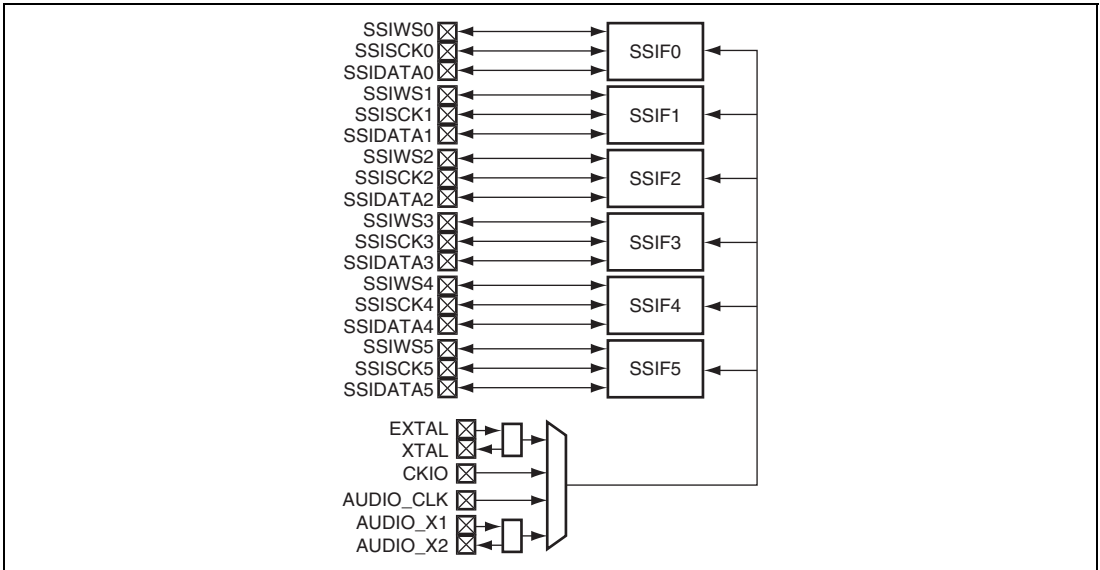 SSIWS0
SSISCK0
SSIDATA0
SSIF0
SSIWS1
SSISCK1
SSIDATA1
SSIF1
SSIWS2
SSISCK2
SSIDATA2
SSIF2
SSIWS3
SSISCK3
SSIDATA3
SSIF3
SSIWS4
SSISCK4
SSIDATA4
SSIF4
SSIWS5
SSISCK5
SSIDATA5
SSIF5
EXTAL
XTAL
CKIO
AUDIO_CLK
AUDIO_X1
AUDIO_X2